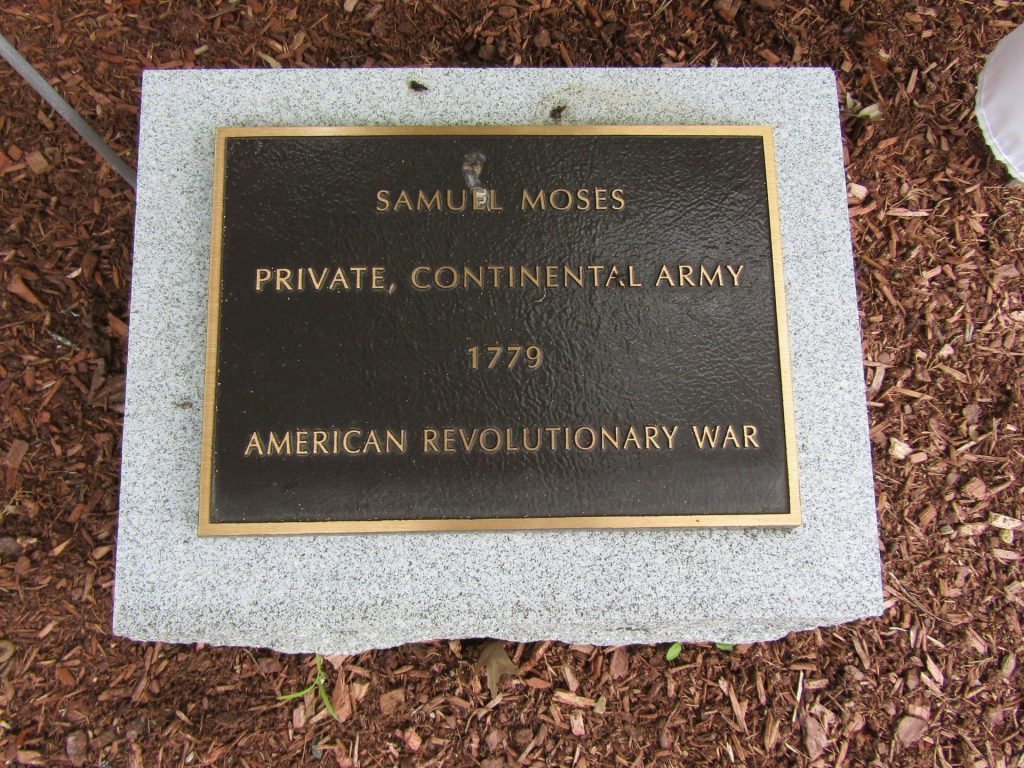 SAMUEL MOSES
PRIVATE, CONTINENTAL ARMY
1779
AMERICAN REVOLUTIONARY WAR